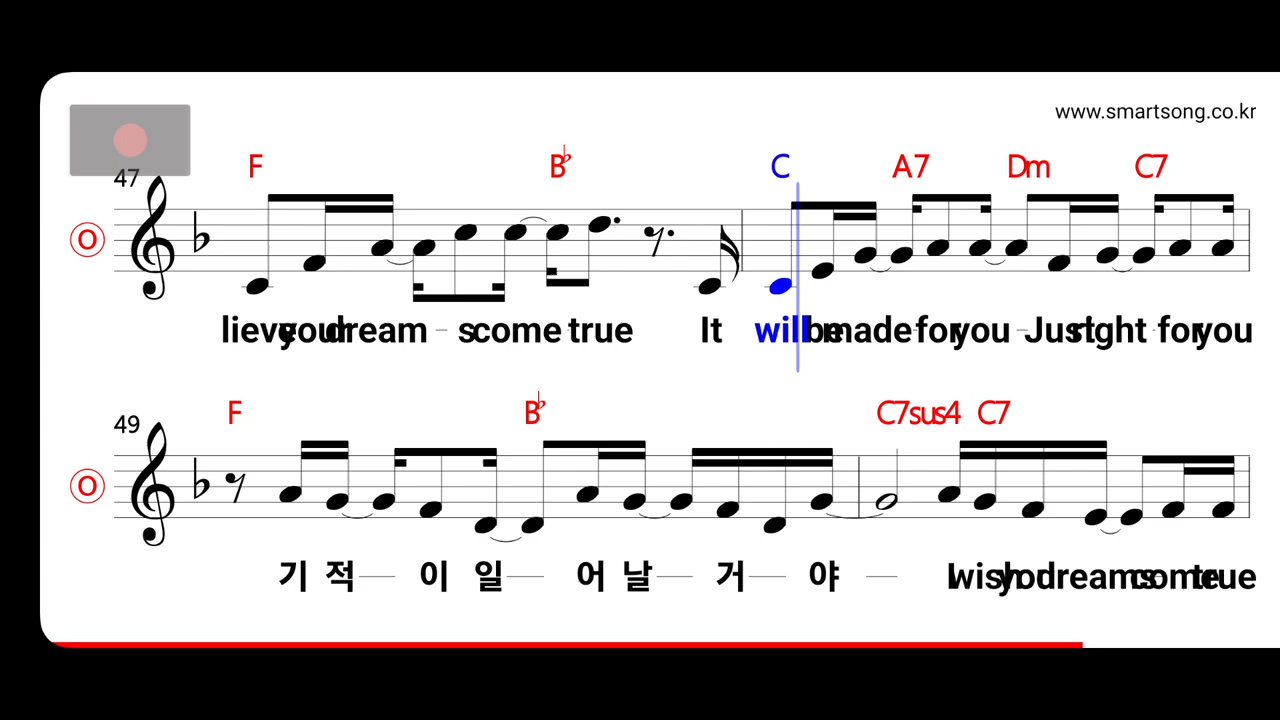 www.smartsong.co.kr
F B♭ C A7 Dm C7
47
O
lieve your dream - s come true It will be made for you - Just right - for you
F B♭ C7sus4 C7
49
O
기 적 — 이 일 — 어 날 — 거 — 야 — I wish your dreams come true